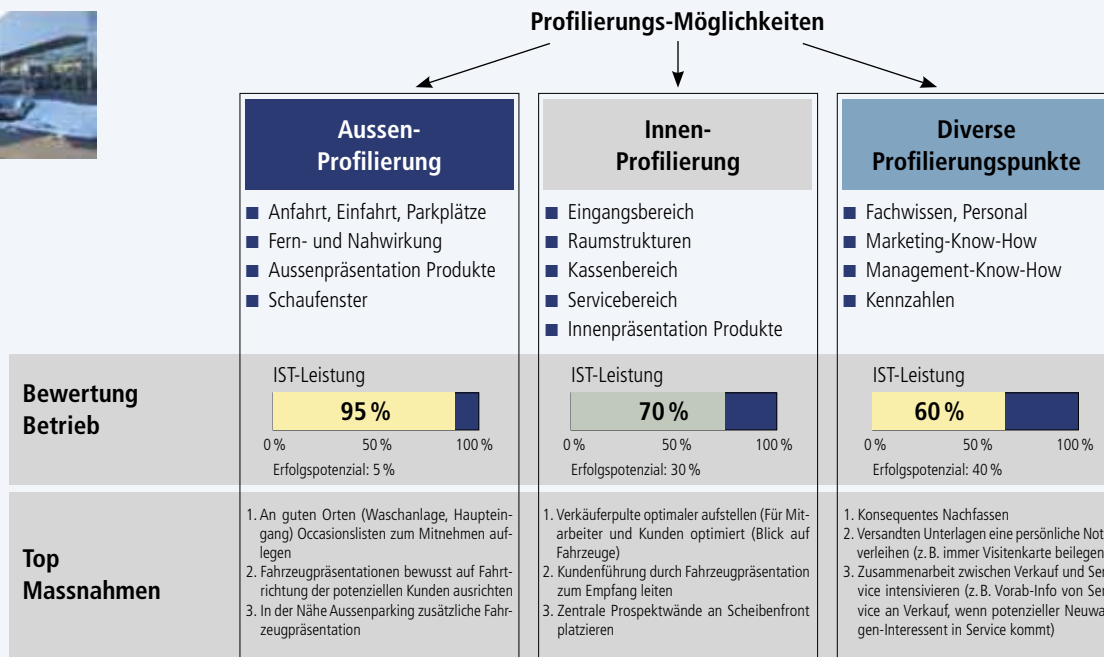 Profilierungs-Möglichkeiten
Aussen-
Profilierung
Anfahrt, Einfahrt, Parkplätze
Fern- und Nahwirkung
Aussenpräsentation Produkte
Schaufenster
Innen-
Profilierung
Eingangsbereich
Raumstrukturen
Kassenbereich
Servicebereich
Innenpräsentation Produkte
Diverse
Profilierungspunkte
Fachwissen, Personal
Marketing-Know-How
Management-Know-How
Kennzahlen
Bewertung
Betrieb
IST-Leistung
95 %
0 % 50 % 100 %
Erfolgspotenzial: 5 %
IST-Leistung
70 %
0 % 50 % 100 %
Erfolgspotenzial: 30 %
IST-Leistung
60 %
0 % 50 % 100 %
Erfolgspotenzial: 40 %
Top
Massnahmen
1. An guten Orten (Waschanlage, Hauptein-
gang) Occasionslisten zum Mitnehmen auf-
legen
2. Fahrzeugpräsentationen bewusst auf Fahrt-
richtung der potenziellen Kunden ausrichten
3. In der Nähe Aussenparking zusätzliche Fahr-
zeugpräsentation
1. Verkäuferpulte optimaler aufstellen (Für Mit-
arbeiter und Kunden optimiert (Blick auf
Fahrzeuge)
2. Kundenführung durch Fahrzeugpräsentation
zum Empfang leiten
3. Zentrale Prospektwände an Scheibenfront
platzieren
1. Konsequentes Nachfassen
2. Versandten Unterlagen eine persönliche Not
verleihen (z. B. immer Visitenkarte beilegen
3. Zusammenarbeit zwischen Verkauf und Ser
vice intensivieren (z. B. Vorab-Info von Ser
vice an Verkauf, wenn potenzieller Neuwa
gen-Interessent in Service kommt)